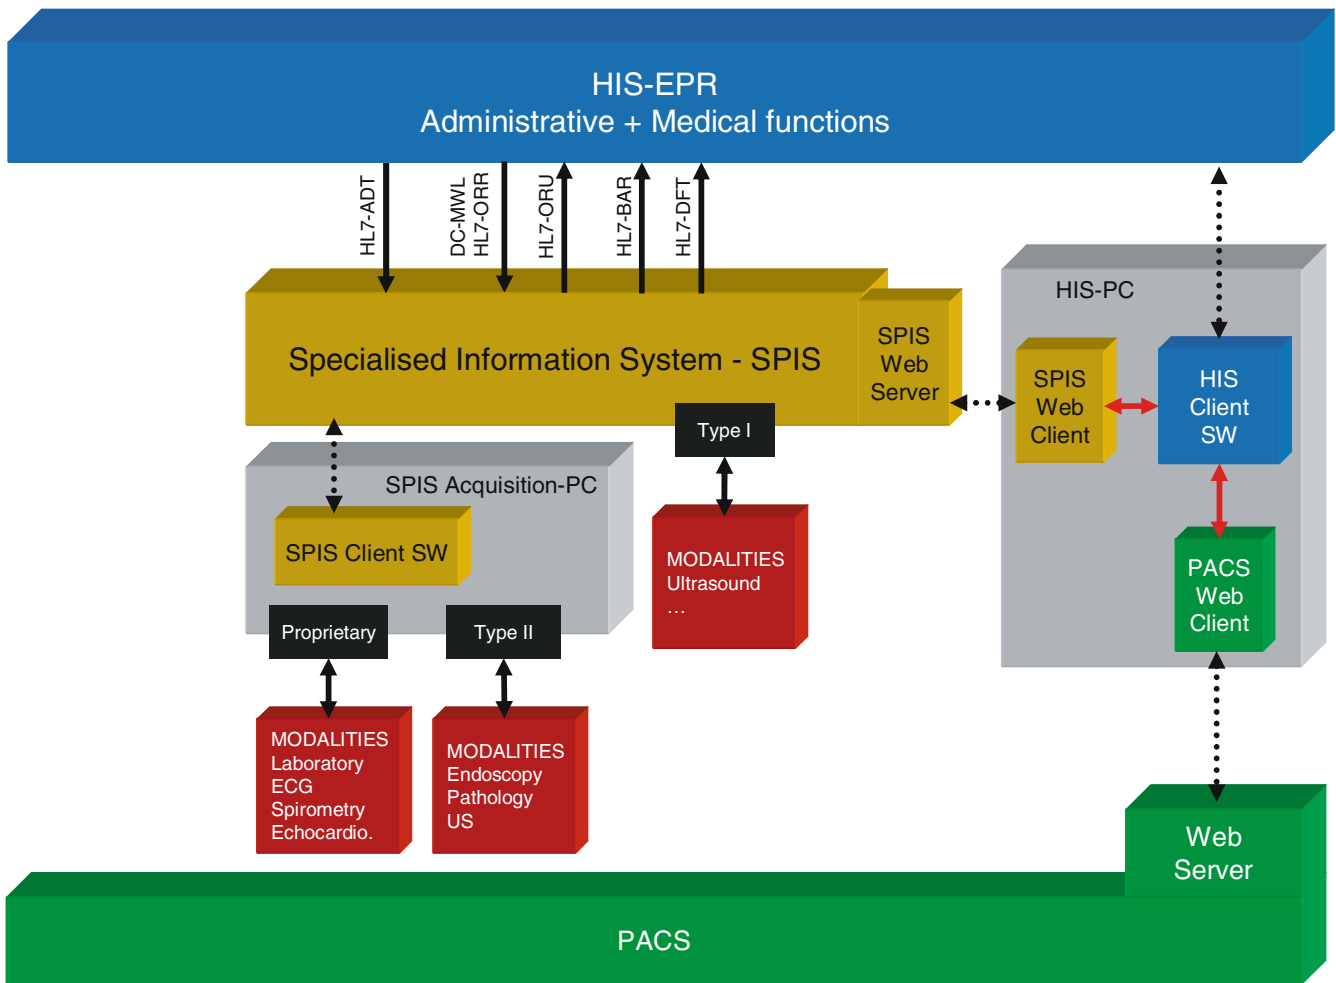 HIS-EPR
Administrative + Medical functions
HL7-ADT
DC-MWL
HL7-ORR
HL7-ORU
HL7-BAR
HL7-DFT
HIS-PC
Specialised Information System - SPIS
SPIS
Web
Server
SPIS
Web
Client
HIS
Client
SW
Type I
SPIS Acquisition-PC
SPIS Client SW
MODALITIES
Ultrasound
...
PACS
Web
Client
Proprietary
Type II
MODALITIES
Laboratory
ECG
Spirometry
Echocardio.
MODALITIES
Endoscopy
Pathology
US
Web
Server
PACS